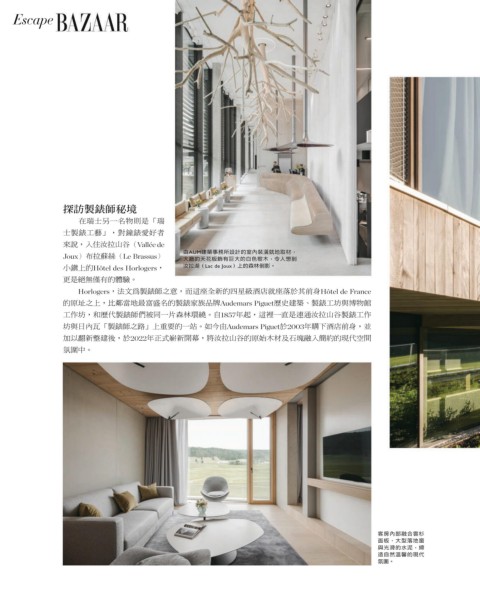 Escape BAZAAR
由AUM建築事務所設計的室內裝潢就地取材，
大廳的天花板飾有巨大的白色樹木，令人想到
汝拉谷（Lac de Joux）上的森林倒影。
探訪製錶師秘境
在瑞士另一名物則是「瑞
士製錶工藝」，對鐘錶愛好者
來說，入住汝拉山谷（Vallée de
Joux）布拉蘇絲（Le Brassus）
小鎮上的Hôtel des Horlogers，
更是絕無僅有的體驗。
Horlogers，法文爲製錶師之意，而這座全新的四星級酒店就座落於其前身Hôtel de France
的原址之上，比鄰當地最富盛名的製錶家族品牌Audemars Piguet歷史建築、製錶工坊與博物館
工作坊，和歷代製錶師們被同一片森林環繞。自1857年起，這裡一直是連通汝拉山谷製錶工作
坊與日內瓦「製錶師之路」上重要的一站，如今由Audemars Piguet於2003年購下酒店前身，並
加以翻新整建後，於2022年正式嶄新開幕，將汝拉山谷的原始木材及石塊融入簡約的現代空間
氛圍中。
客房內部融合雲杉
面板、大型落地窗
與光滑的水泥，締
造自然溫馨的現代
氛圍。